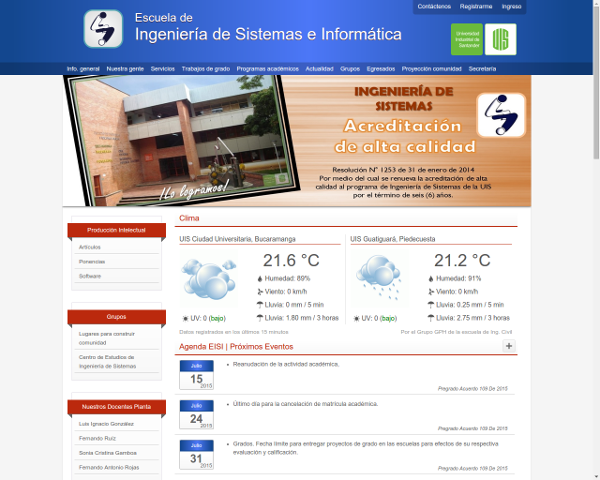 Contáctenos Registrarme Ingreso
Escuela de
Ingeniería de Sistemas e Informática
Universidad
Industrial de
Santander
UIS
Info. general Nuestra gente Servicios Trabajos de grado Programas académicos Actualidad Grupos Egresados Proyección comunidad Secretaría
INGENIERÍA DE
SISTEMAS
Acreditación
de alta calidad
Resolución N° 1253 de 31 de enero de 2014
Por medio del cual se renueva la acreditación de alta
calidad al programa de Ingeniería de Sistemas de la UIS
por el término de seis (6) años.
¡Lo logramos!
Producción Intelectual
Artículos
Ponencias
Software
Grupos
Lugares para construir
comunidad
Centro de Estudios de
Ingeniería de Sistemas
Nuestros Docentes Planta
Luis Ignacio González
Fernando Ruíz
Sonia Cristina Gamboa
Fernando Antonio Rojas
Clima
UIS Ciudad Universitaria, Bucaramanga
21.6 °C
Humedad: 89%
Viento: 0 km/h
Lluvia: 0 mm / 5 min
UV: 0 (bajo)
Lluvia: 1.80 mm / 3 horas
UIS Guatiguará, Piedecuesta
21.2 °C
Humedad: 91%
Viento: 0 km/h
Lluvia: 0.25 mm / 5 min
UV: 0 (bajo)
Lluvia: 2.75 mm / 3 horas
Datos registrados en los últimos 15 minutos
Por el Grupo GPH de la escuela de Ing. Civil
Agenda EISI | Próximos Eventos
+
Julio
15
2015
Reanudación de la actividad académica.
Pregrado Acuerdo 109 De 2015
Julio
24
2015
Último día para la cancelación de matrícula académica.
Pregrado Acuerdo 109 De 2015
Julio
31
2015
Grados. Fecha límite para entregar proyectos de grado en las escuelas para efectos de su respectiva
evaluación y calificación.
Pregrado Acuerdo 109 De 2015